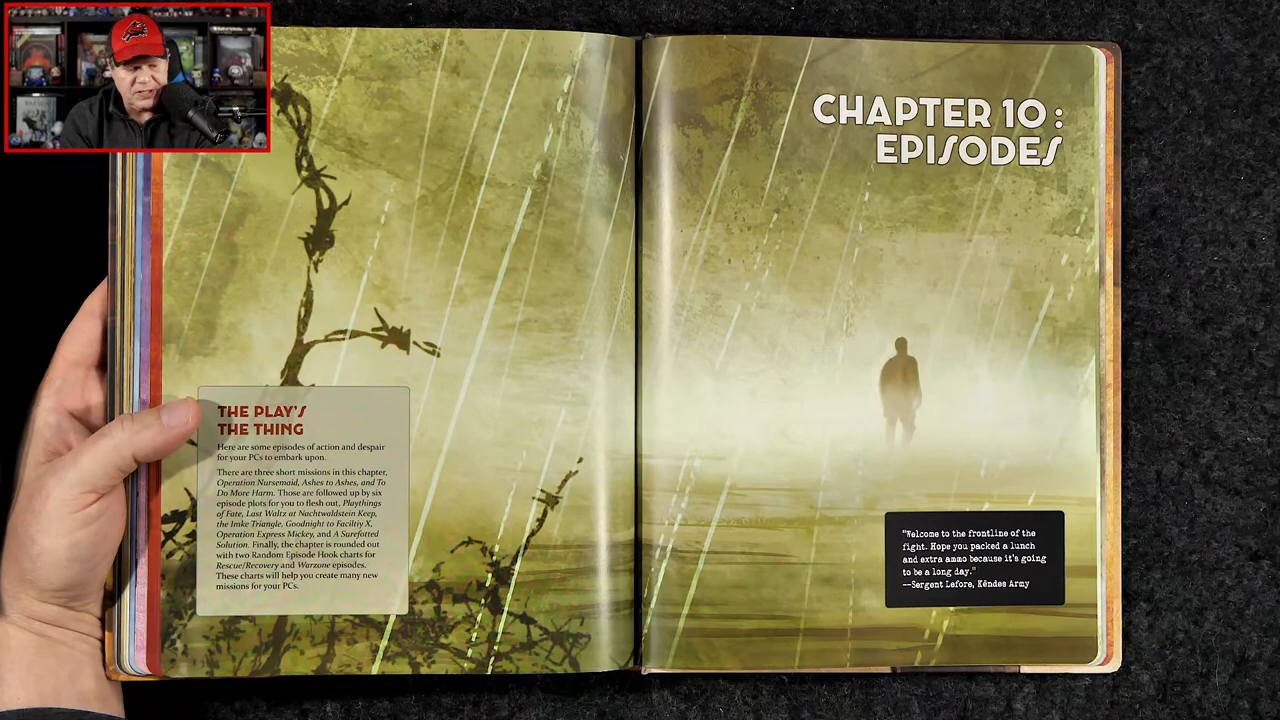 THE PLAY'S
THE THING
Here are some episodes of action and despair
for your PCs to embark upon.
There are three short missions in this chapter,
Operation Nursemaid, Ashes to Ashes, and To
Do More Harm. Those are followed up by six
episode plots for you to flesh out, Playthings
of Fate, Last Waltz at Nachtwaldstein Keep,
the Imke Triangle, Goodnight to Faciltiy X,
Operation Express Mickey, and A Surefotted
Solution. Finally, the chapter is rounded out
with two Random Episode Hook charts for
Rescue/Recovery and Warzone episodes.
These charts will help you create many new
missions for your PCs.
CHAPTER 10:
EPISODES
"Welcome to the frontline of the
fight. Hope you packed a lunch
and extra ammo because it's going
to be a long day."
--Sergent Lefore, Kêndes Army